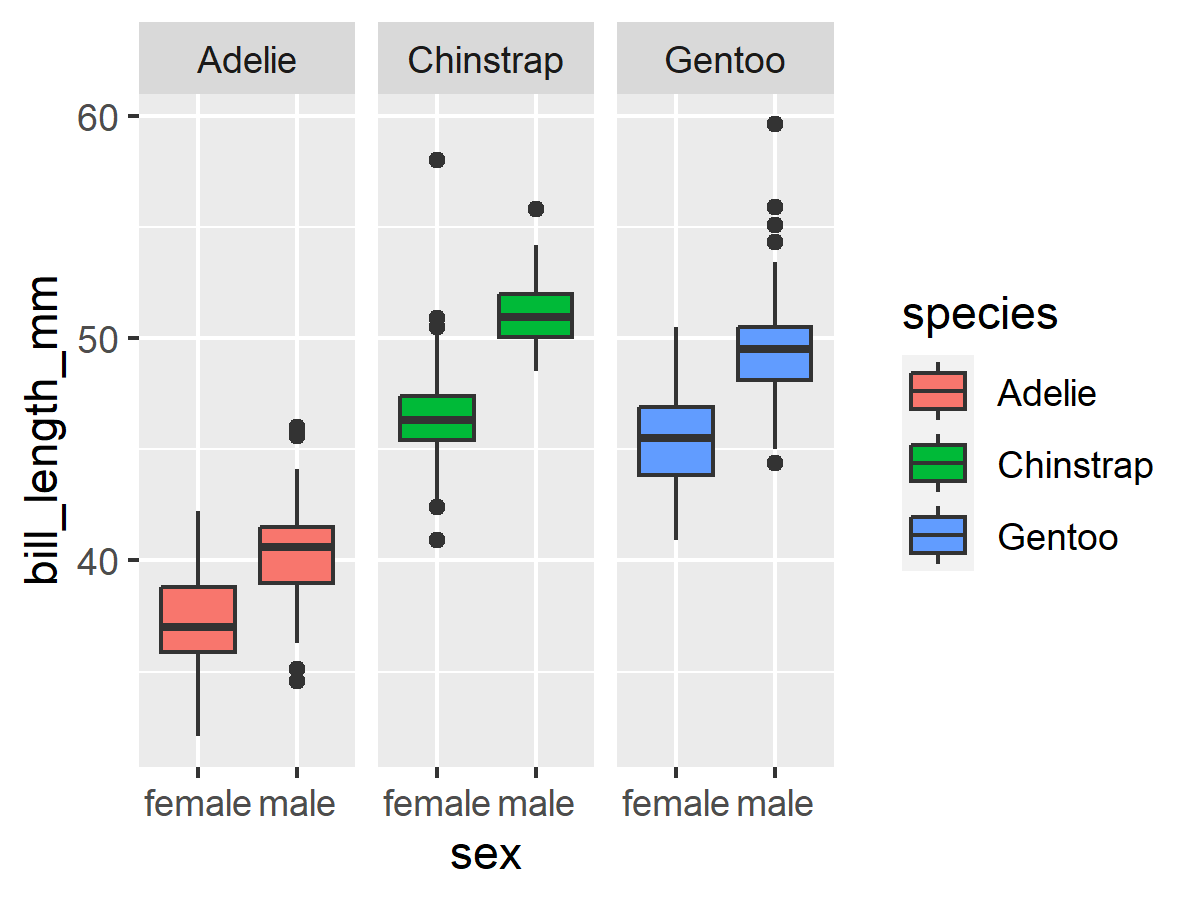 Adelie Chinstrap Gentoo
60
50
40
bill_length_mm
female male female male female male
sex
species
Adelie
Chinstrap
Gentoo